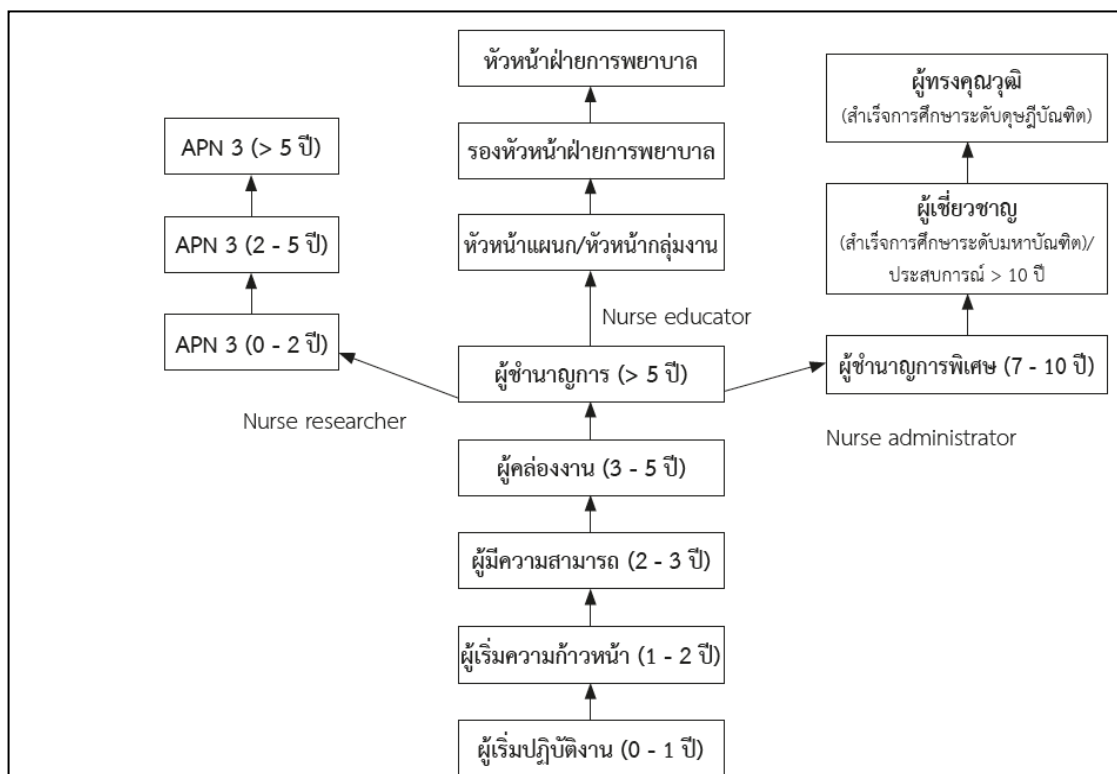 หัวหน้าฝ่ายการพยาบาล
ผู้ทรงคุณวุฒิ
(สำเร็จการศึกษาระดับดุษฎีบัณฑิต)
APN 3 (> 5 ปี)
รองหัวหน้าฝ่ายการพยาบาล
APN 3 (2 - 5 ปี)
หัวหน้าแผนก/หัวหน้ากลุ่มงาน
ผู้เชี่ยวชาญ
(สำเร็จการศึกษาระดับมหาบัณฑิต)/
ประสบการณ์ > 10 ปี
Nurse educator
APN 3 (0 - 2 ปี)
ผู้ชำนาญการ (> 5 ปี)
ผู้ชำนาญการพิเศษ (7 - 10 ปี)
Nurse researcher
Nurse administrator
ผู้คล่องงาน (3 - 5 ปี)
ผู้มีความสามารถ (2 - 3 ปี)
ผู้เริ่มความก้าวหน้า (1 - 2 ปี)
ผู้เริ่มปฏิบัติงาน (0 - 1 ปี)